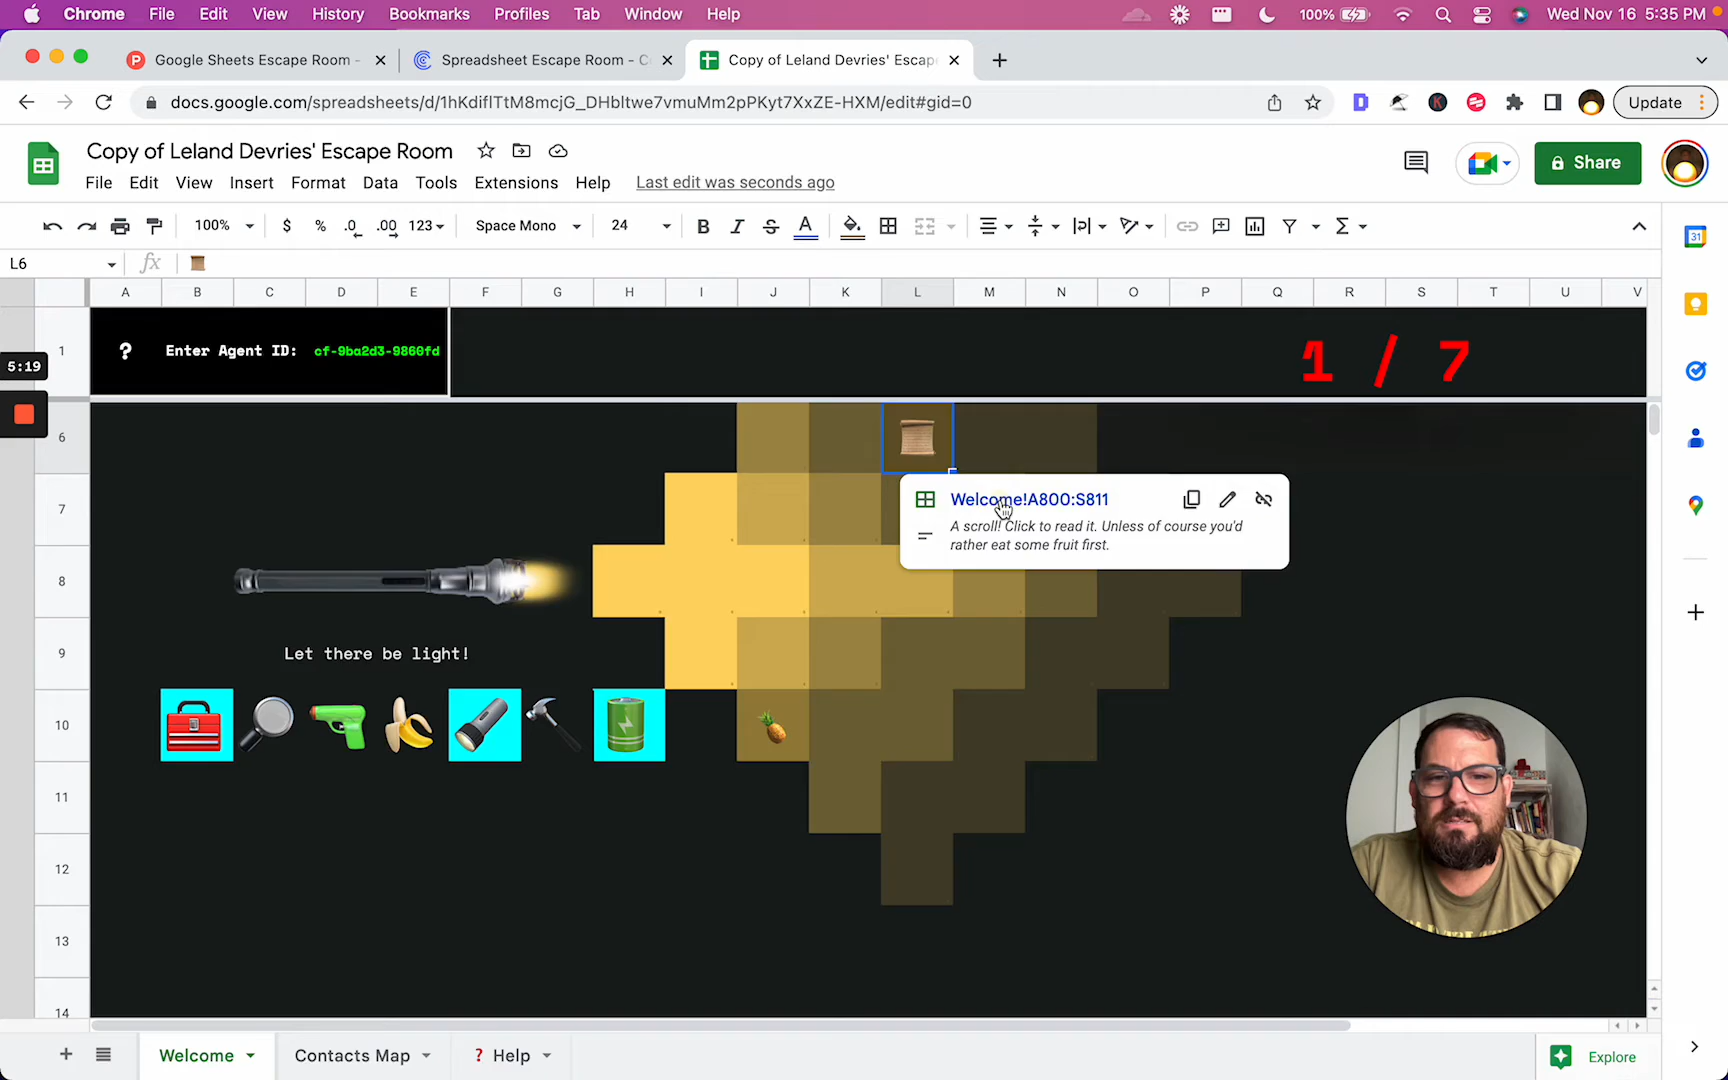 Chrome File Edit View History Bookmarks Profiles Tab Window Help 100% Wed Nov 16 5:35 PM
Google Sheets Escape Room - Spreadsheet Escape Room - C Copy of Leland Devries' Escap
docs.google.com/spreadsheets/d/1hKdiflTtM8mcjG_DHbltwe7vmuMm2pPKyt7XxZE-HXM/edit#gid=0 Update
Copy of Leland Devries' Escape Room
Share
File Edit View Insert Format Data Tools Extensions Help Last edit was seconds ago
100% $ % .0 .00 123 Space Mono 24 B I S A
L6 fx
A B C D E F G H I J K L M N O P Q R S T U V
1 ? Enter Agent ID: cf-9ba2d3-9860fd 1 / 7
5:19
6
7 Welcome!A800:S811
A scroll! Click to read it. Unless of course you'd
rather eat some fruit first.
8
9 Let there be light!
10
11
12
13
14
Welcome Contacts Map ? Help Explore